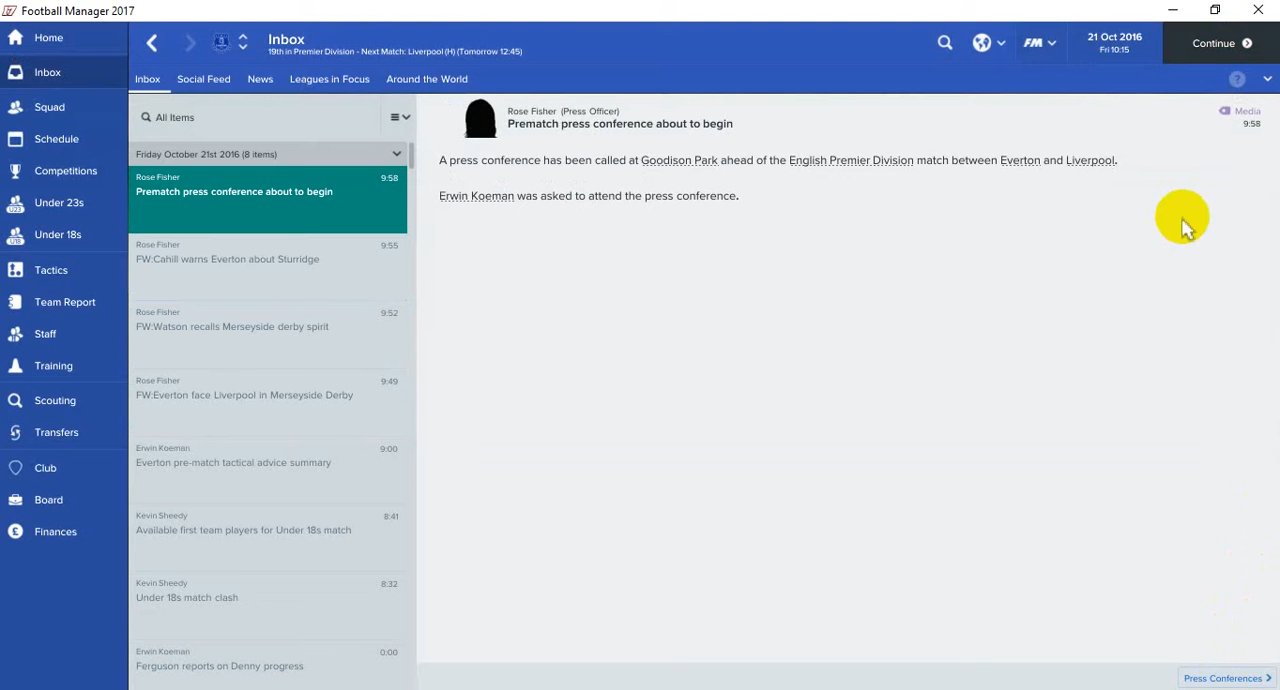 Football Manager 2017
Home
Inbox
Squad
Schedule
Competitions
Under 23s
Under 18s
Tactics
Team Report
Staff
Training
Scouting
Transfers
Club
Board
Finances
Inbox
19th in Premier Division - Next Match: Liverpool (H) (Tomorrow 12:45)
FM
21 Oct 2016
Fri 10:15
Continue
Inbox Social Feed News Leagues in Focus Around the World
All Items
Friday October 21st 2016 (8 items)
Rose Fisher 9:58
Prematch press conference about to begin
Rose Fisher 9:55
FW:Cahill warns Everton about Sturridge
Rose Fisher 9:52
FW:Watson recalls Merseyside derby spirit
Rose Fisher 9:49
FW:Everton face Liverpool in Merseyside Derby
Erwin Koeman 9:00
Everton pre-match tactical advice summary
Kevin Sheedy 8:41
Available first team players for Under 18s match
Kevin Sheedy 8:32
Under 18s match clash
Erwin Koeman 0:00
Ferguson reports on Denny progress
Rose Fisher (Press Officer)
Prematch press conference about to begin
Media
9:58
A press conference has been called at Goodison Park ahead of the English Premier Division match between Everton and Liverpool.
Erwin Koeman was asked to attend the press conference.
Press Conferences